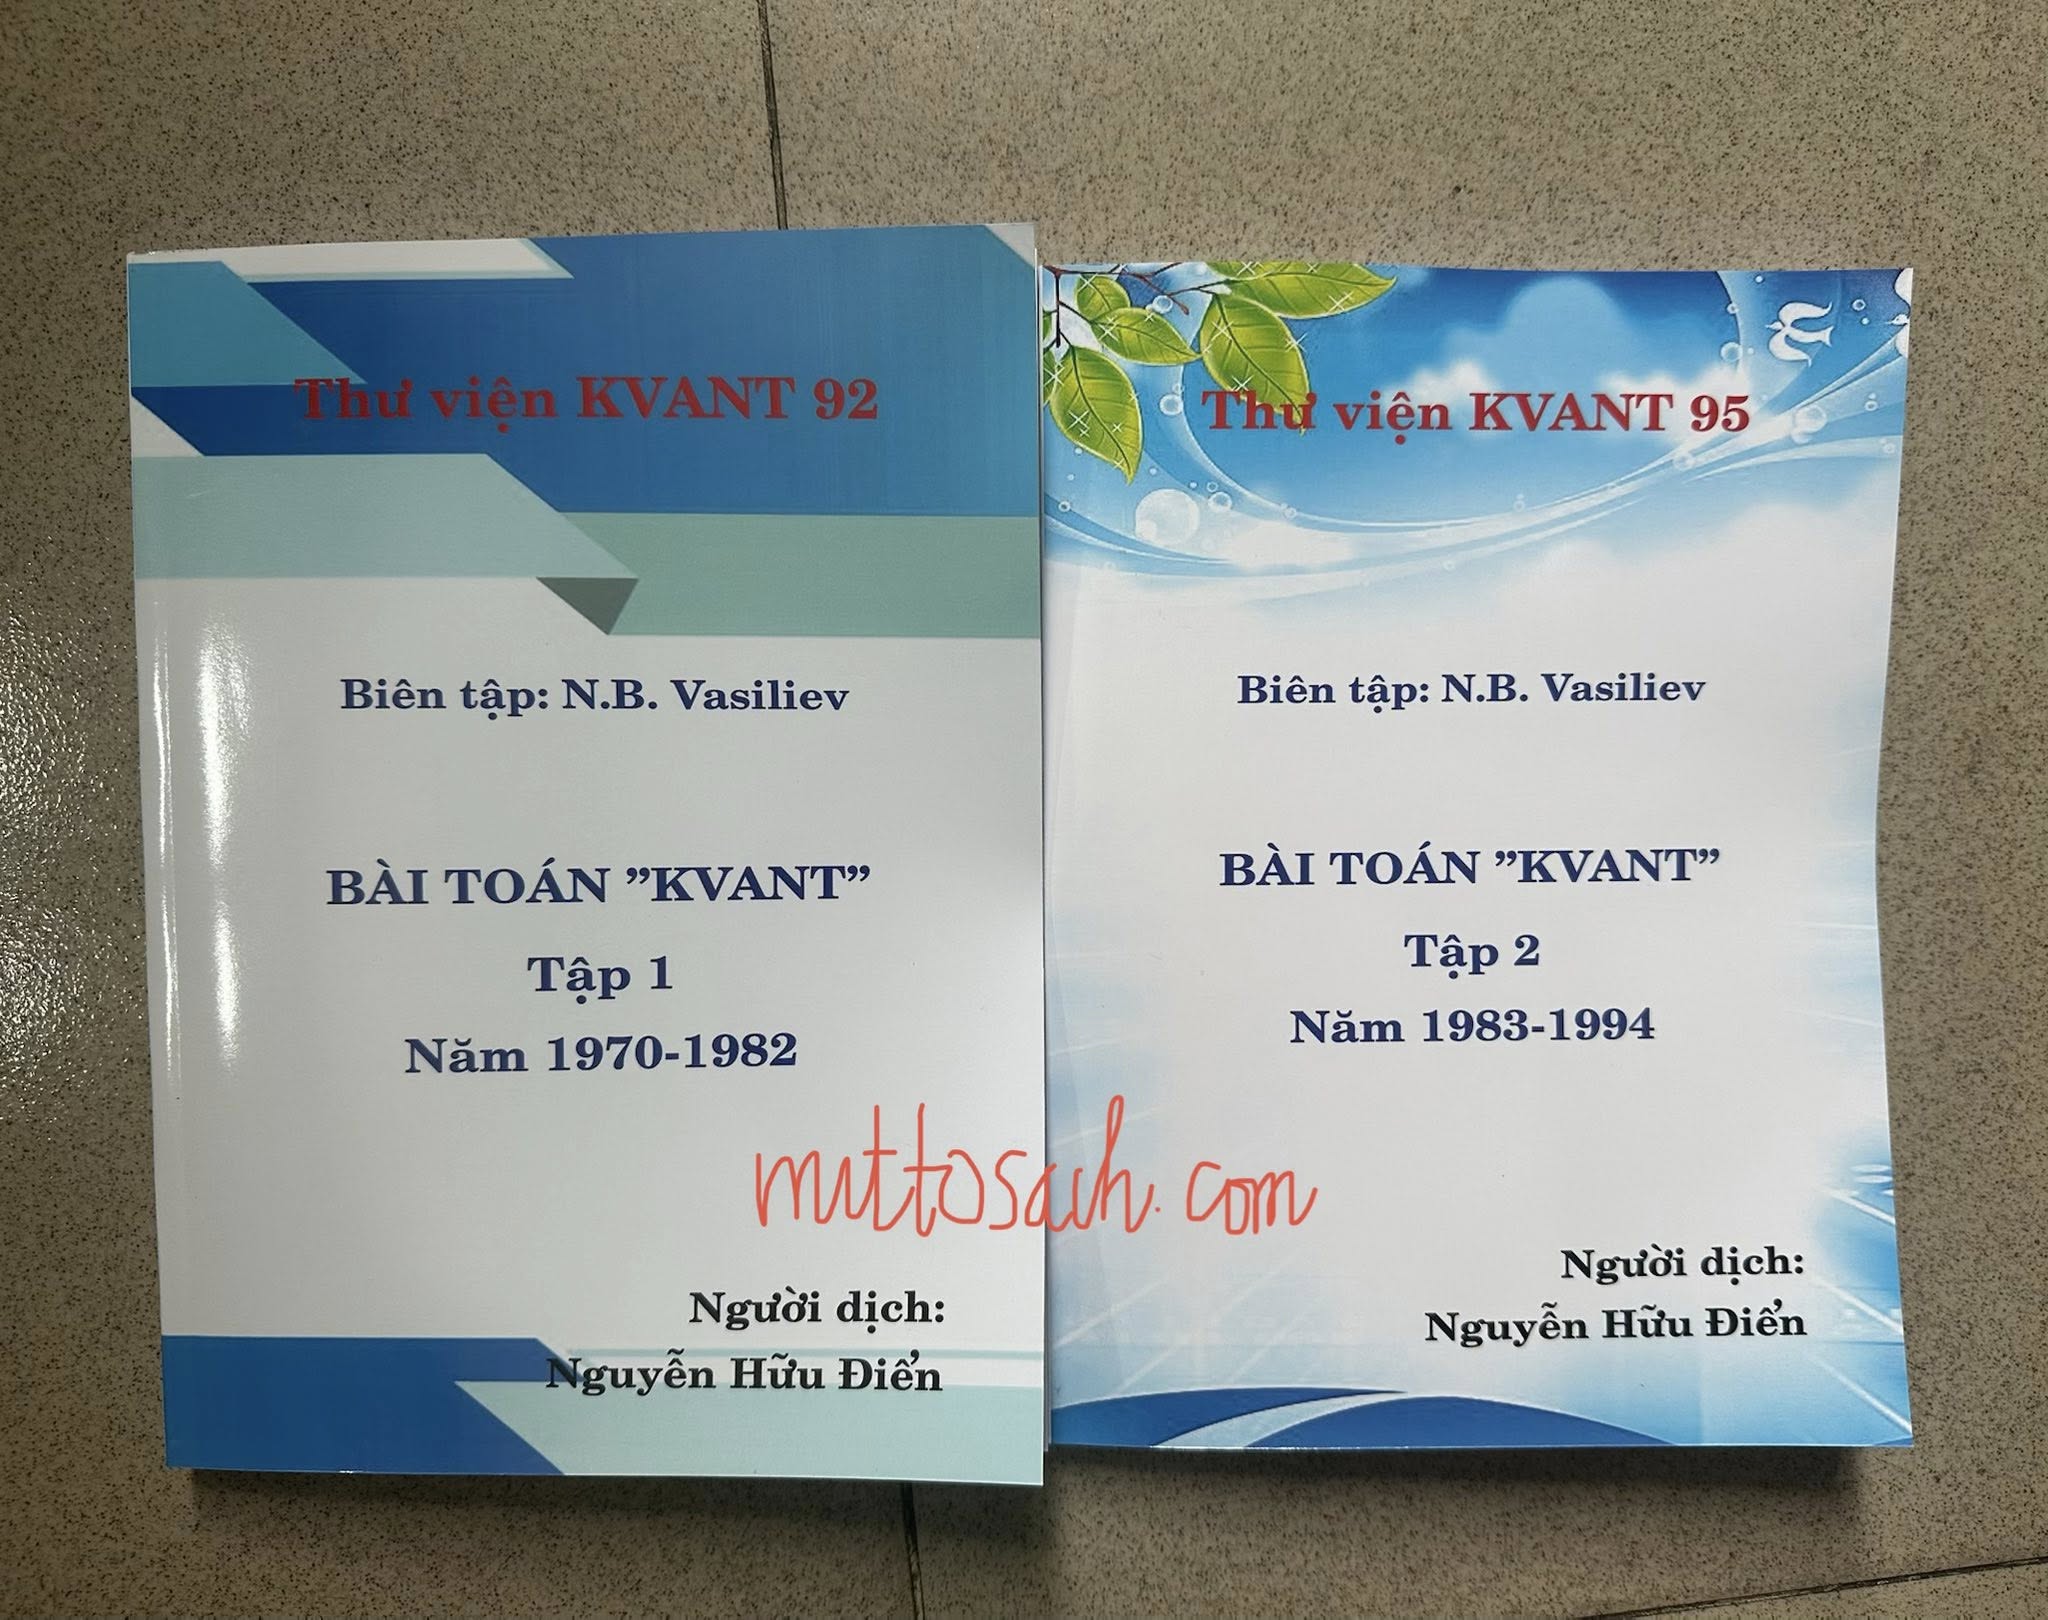 Thư viện KVANT 92
Biên tập: N.B. Vasiliev
BÀI TOÁN ”KVANT”
Tập 1
Năm 1970-1982
Người dịch:
Nguyễn Hữu Điển
Thư viện KVANT 95
Biên tập: N.B. Vasiliev
BÀI TOÁN ”KVANT”
Tập 2
Năm 1983-1994
Người dịch:
Nguyễn Hữu Điển
muttosach.com